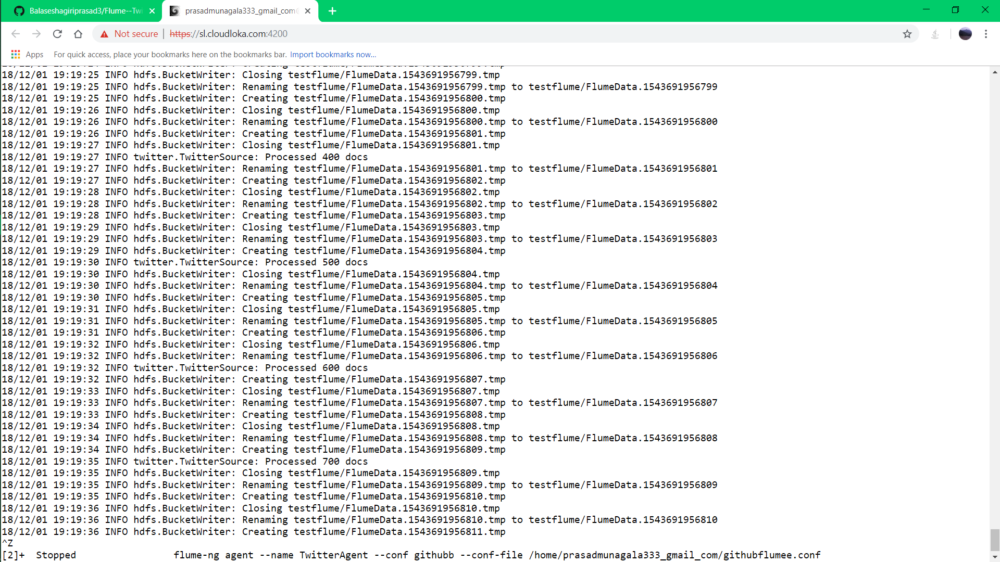 Balaseshagiriprasad3/Flume--Twi
prasadmunagala333_gmail_com@
Not secure | https://sl.cloudloka.com:4200
Apps For quick access, place your bookmarks here on the bookmarks bar. Import bookmarks now...
18/12/01 19:19:24 INFO hdfs.BucketWriter: Creating testflume/FlumeData.1543691956799.tmp
18/12/01 19:19:25 INFO hdfs.BucketWriter: Closing testflume/FlumeData.1543691956799.tmp
18/12/01 19:19:25 INFO hdfs.BucketWriter: Renaming testflume/FlumeData.1543691956799.tmp to testflume/FlumeData.1543691956799
18/12/01 19:19:25 INFO hdfs.BucketWriter: Creating testflume/FlumeData.1543691956800.tmp
18/12/01 19:19:26 INFO hdfs.BucketWriter: Closing testflume/FlumeData.1543691956800.tmp
18/12/01 19:19:26 INFO hdfs.BucketWriter: Renaming testflume/FlumeData.1543691956800.tmp to testflume/FlumeData.1543691956800
18/12/01 19:19:26 INFO hdfs.BucketWriter: Creating testflume/FlumeData.1543691956801.tmp
18/12/01 19:19:27 INFO hdfs.BucketWriter: Closing testflume/FlumeData.1543691956801.tmp
18/12/01 19:19:27 INFO twitter.TwitterSource: Processed 400 docs
18/12/01 19:19:27 INFO hdfs.BucketWriter: Renaming testflume/FlumeData.1543691956801.tmp to testflume/FlumeData.1543691956801
18/12/01 19:19:27 INFO hdfs.BucketWriter: Creating testflume/FlumeData.1543691956802.tmp
18/12/01 19:19:28 INFO hdfs.BucketWriter: Closing testflume/FlumeData.1543691956802.tmp
18/12/01 19:19:28 INFO hdfs.BucketWriter: Renaming testflume/FlumeData.1543691956802.tmp to testflume/FlumeData.1543691956802
18/12/01 19:19:28 INFO hdfs.BucketWriter: Creating testflume/FlumeData.1543691956803.tmp
18/12/01 19:19:29 INFO hdfs.BucketWriter: Closing testflume/FlumeData.1543691956803.tmp
18/12/01 19:19:29 INFO hdfs.BucketWriter: Renaming testflume/FlumeData.1543691956803.tmp to testflume/FlumeData.1543691956803
18/12/01 19:19:29 INFO hdfs.BucketWriter: Creating testflume/FlumeData.1543691956804.tmp
18/12/01 19:19:30 INFO twitter.TwitterSource: Processed 500 docs
18/12/01 19:19:30 INFO hdfs.BucketWriter: Closing testflume/FlumeData.1543691956804.tmp
18/12/01 19:19:30 INFO hdfs.BucketWriter: Renaming testflume/FlumeData.1543691956804.tmp to testflume/FlumeData.1543691956804
18/12/01 19:19:30 INFO hdfs.BucketWriter: Creating testflume/FlumeData.1543691956805.tmp
18/12/01 19:19:31 INFO hdfs.BucketWriter: Closing testflume/FlumeData.1543691956805.tmp
18/12/01 19:19:31 INFO hdfs.BucketWriter: Renaming testflume/FlumeData.1543691956805.tmp to testflume/FlumeData.1543691956805
18/12/01 19:19:31 INFO hdfs.BucketWriter: Creating testflume/FlumeData.1543691956806.tmp
18/12/01 19:19:32 INFO hdfs.BucketWriter: Closing testflume/FlumeData.1543691956806.tmp
18/12/01 19:19:32 INFO hdfs.BucketWriter: Renaming testflume/FlumeData.1543691956806.tmp to testflume/FlumeData.1543691956806
18/12/01 19:19:32 INFO twitter.TwitterSource: Processed 600 docs
18/12/01 19:19:32 INFO hdfs.BucketWriter: Creating testflume/FlumeData.1543691956807.tmp
18/12/01 19:19:33 INFO hdfs.BucketWriter: Closing testflume/FlumeData.1543691956807.tmp
18/12/01 19:19:33 INFO hdfs.BucketWriter: Renaming testflume/FlumeData.1543691956807.tmp to testflume/FlumeData.1543691956807
18/12/01 19:19:33 INFO hdfs.BucketWriter: Creating testflume/FlumeData.1543691956808.tmp
18/12/01 19:19:34 INFO hdfs.BucketWriter: Closing testflume/FlumeData.1543691956808.tmp
18/12/01 19:19:34 INFO hdfs.BucketWriter: Renaming testflume/FlumeData.1543691956808.tmp to testflume/FlumeData.1543691956808
18/12/01 19:19:34 INFO hdfs.BucketWriter: Creating testflume/FlumeData.1543691956809.tmp
18/12/01 19:19:35 INFO twitter.TwitterSource: Processed 700 docs
18/12/01 19:19:35 INFO hdfs.BucketWriter: Closing testflume/FlumeData.1543691956809.tmp
18/12/01 19:19:35 INFO hdfs.BucketWriter: Renaming testflume/FlumeData.1543691956809.tmp to testflume/FlumeData.1543691956809
18/12/01 19:19:35 INFO hdfs.BucketWriter: Creating testflume/FlumeData.1543691956810.tmp
18/12/01 19:19:36 INFO hdfs.BucketWriter: Closing testflume/FlumeData.1543691956810.tmp
18/12/01 19:19:36 INFO hdfs.BucketWriter: Renaming testflume/FlumeData.1543691956810.tmp to testflume/FlumeData.1543691956810
18/12/01 19:19:36 INFO hdfs.BucketWriter: Creating testflume/FlumeData.1543691956811.tmp
^Z
[2]+ Stopped flume-ng agent --name TwitterAgent --conf githubb --conf-file /home/prasadmunagala333_gmail_com/githubflumee.conf